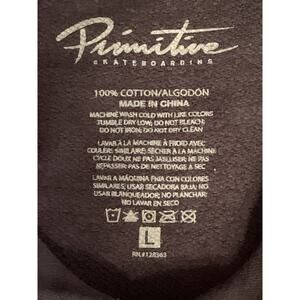 Primitive
SKATEBOARDING
100% COTTON/ALGODÓN
MADE IN CHINA
MACHINE WASH COLD WITH LIKE COLORS
TUMBLE DRY LOW; DO NOT BLEACH;
DO NOT IRON; DO NOT DRY CLEAN
LAVAR À LA MACHINE À FROID AVEC
COULERS SIMILAIRE; SÉCHER À LA MACHINE
CYCLE DOUX NE PAS JABILLISER; NE PAS
REPASSER PAS DE NETTOYAGE A SEC
LAVAR A MÁQUINA FRIA CON COLORES
SIMILARES; USAR SECADORA BAJA; NO
USAR BLANQUEADOR; NO PLANCHAR;
NO LAVAR EN SECO
L
RN#128363